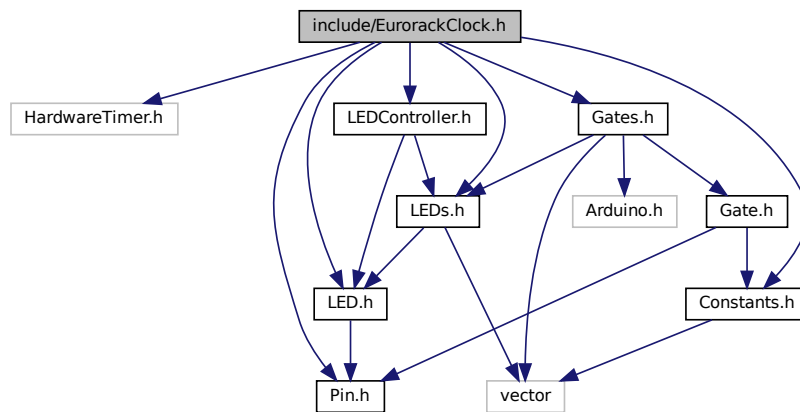 include/EurorackClock.h
HardwareTimer.h
LEDController.h
Gates.h
LEDs.h
Arduino.h
Gate.h
LED.h
Constants.h
Pin.h
vector